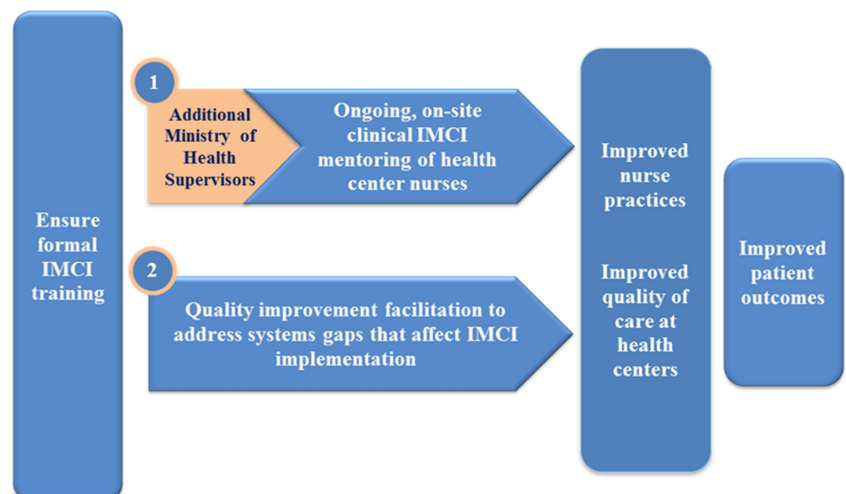 Ensure
formal
IMCI
training
1
Additional
Ministry of
Health
Supervisors
Ongoing, on-site
clinical IMCI
mentoring of health
center nurses
2
Quality improvement facilitation to
address systems gaps that affect IMCI
implementation
Improved
nurse
practices
Improved
quality of
care at
health
centers
Improved
patient
outcomes